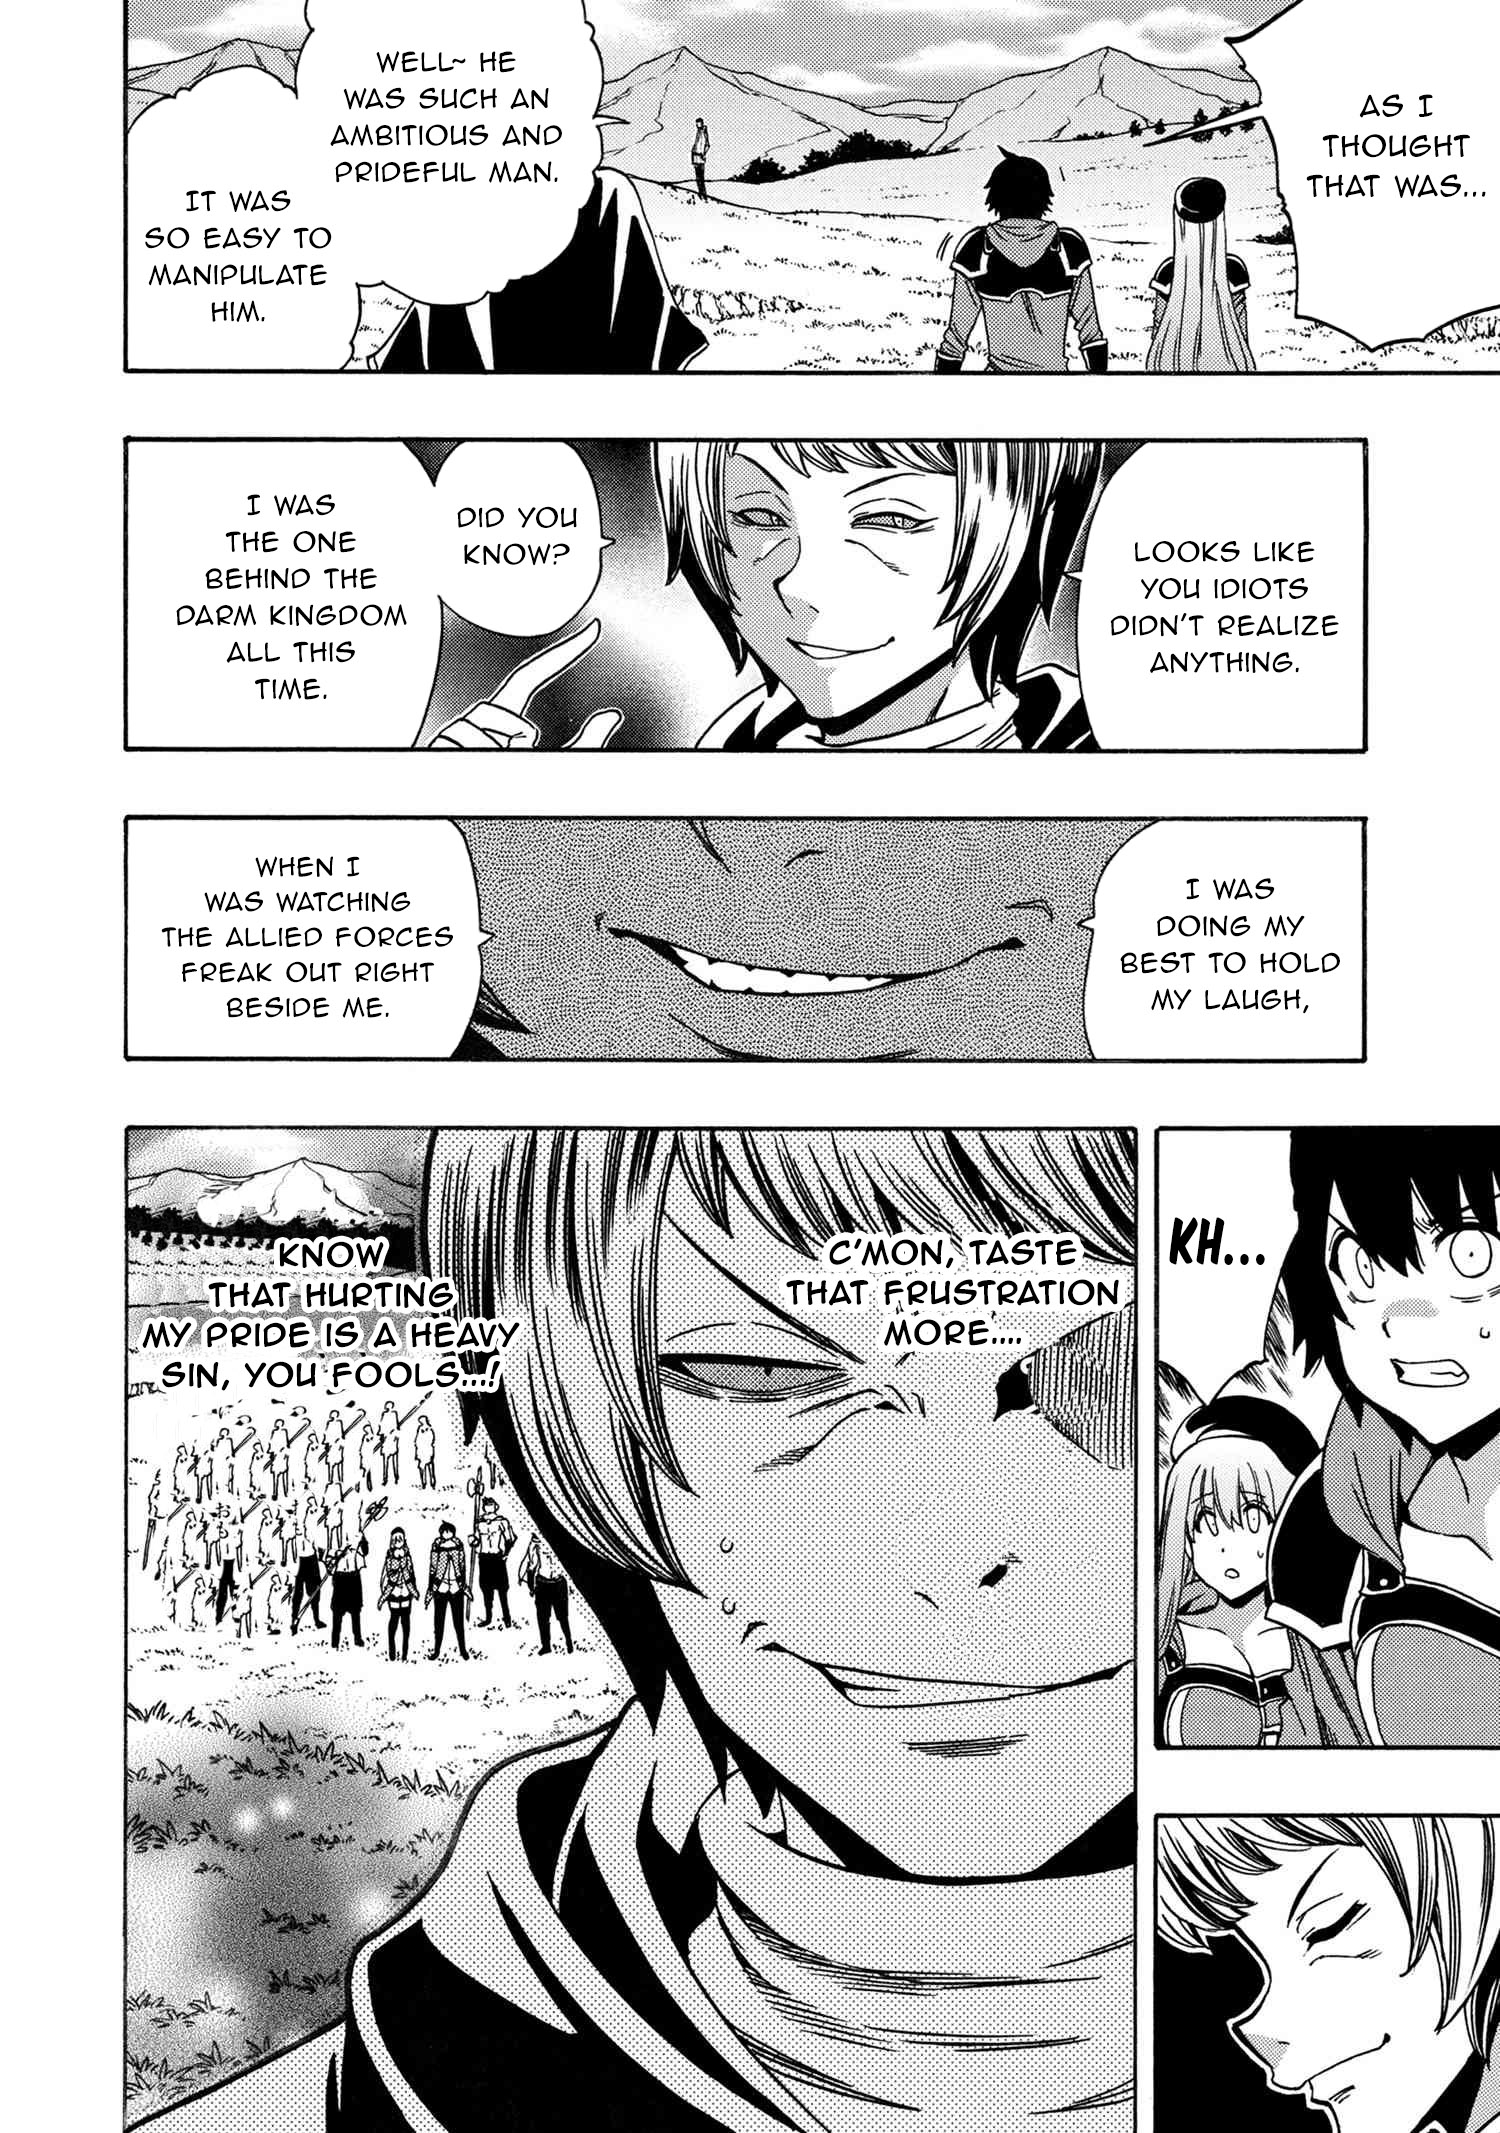 AS I
THOUGHT
THAT WAS...
WELL~ HE
WAS SUCH AN
AMBITIOUS AND
PRIDEFUL MAN.
IT WAS
SO EASY TO
MANIPULATE
HIM.
LOOKS LIKE
YOU IDIOTS
DIDN'T REALIZE
ANYTHING.
DID YOU
KNOW?
I WAS
THE ONE
BEHIND THE
DARM KINGDOM
ALL THIS
TIME.
I WAS
DOING MY
BEST TO HOLD
MY LAUGH,
WHEN I
WAS WATCHING
THE ALLIED FORCES
FREAK OUT RIGHT
BESIDE ME.
KH...
C'MON, TASTE
THAT FRUSTRATION
MORE....
KNOW
THAT HURTING
MY PRIDE IS A HEAVY
SIN, YOU FOOLS...!